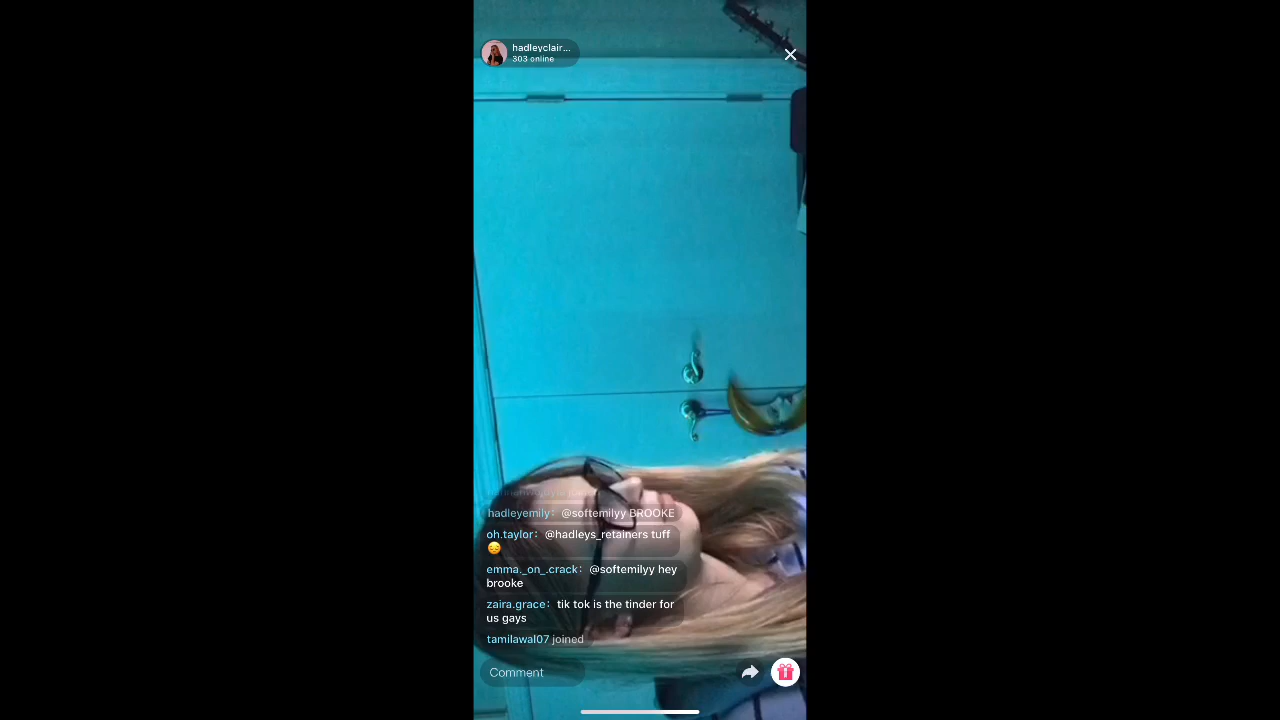 hadleyclair...
303 online
hadleyemily: @softemilyy BROOKE
oh.taylor: @hadleys_retainers tuff
😔
emma._on_.crack: @softemilyy hey
brooke
zaira.grace: tik tok is the tinder for
us gays
tamilawal07 joined
Comment